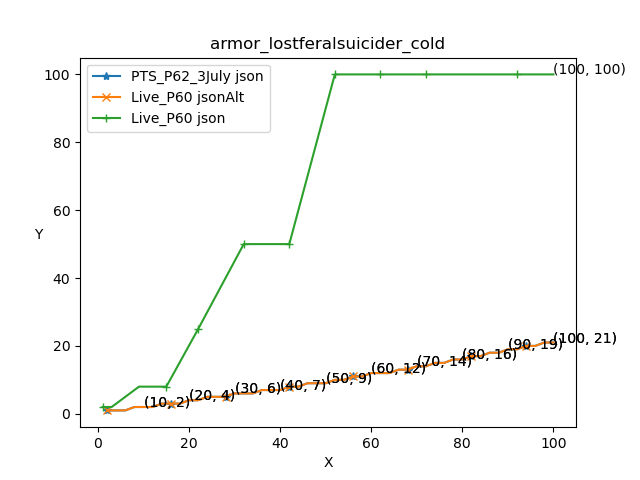 armor_lostferalsuicider_cold
PTS_P62_3July json
Live_P60 jsonAlt
Live_P60 json
Y
100
80
60
40
20
0
(100, 100)
(10, 2)
(20, 4)
(30, 6)
(40, 7)
(50, 9)
(60, 12)
(70, 14)
(80, 16)
(90, 19)
(100, 21)
0 20 40 60 80 100
X